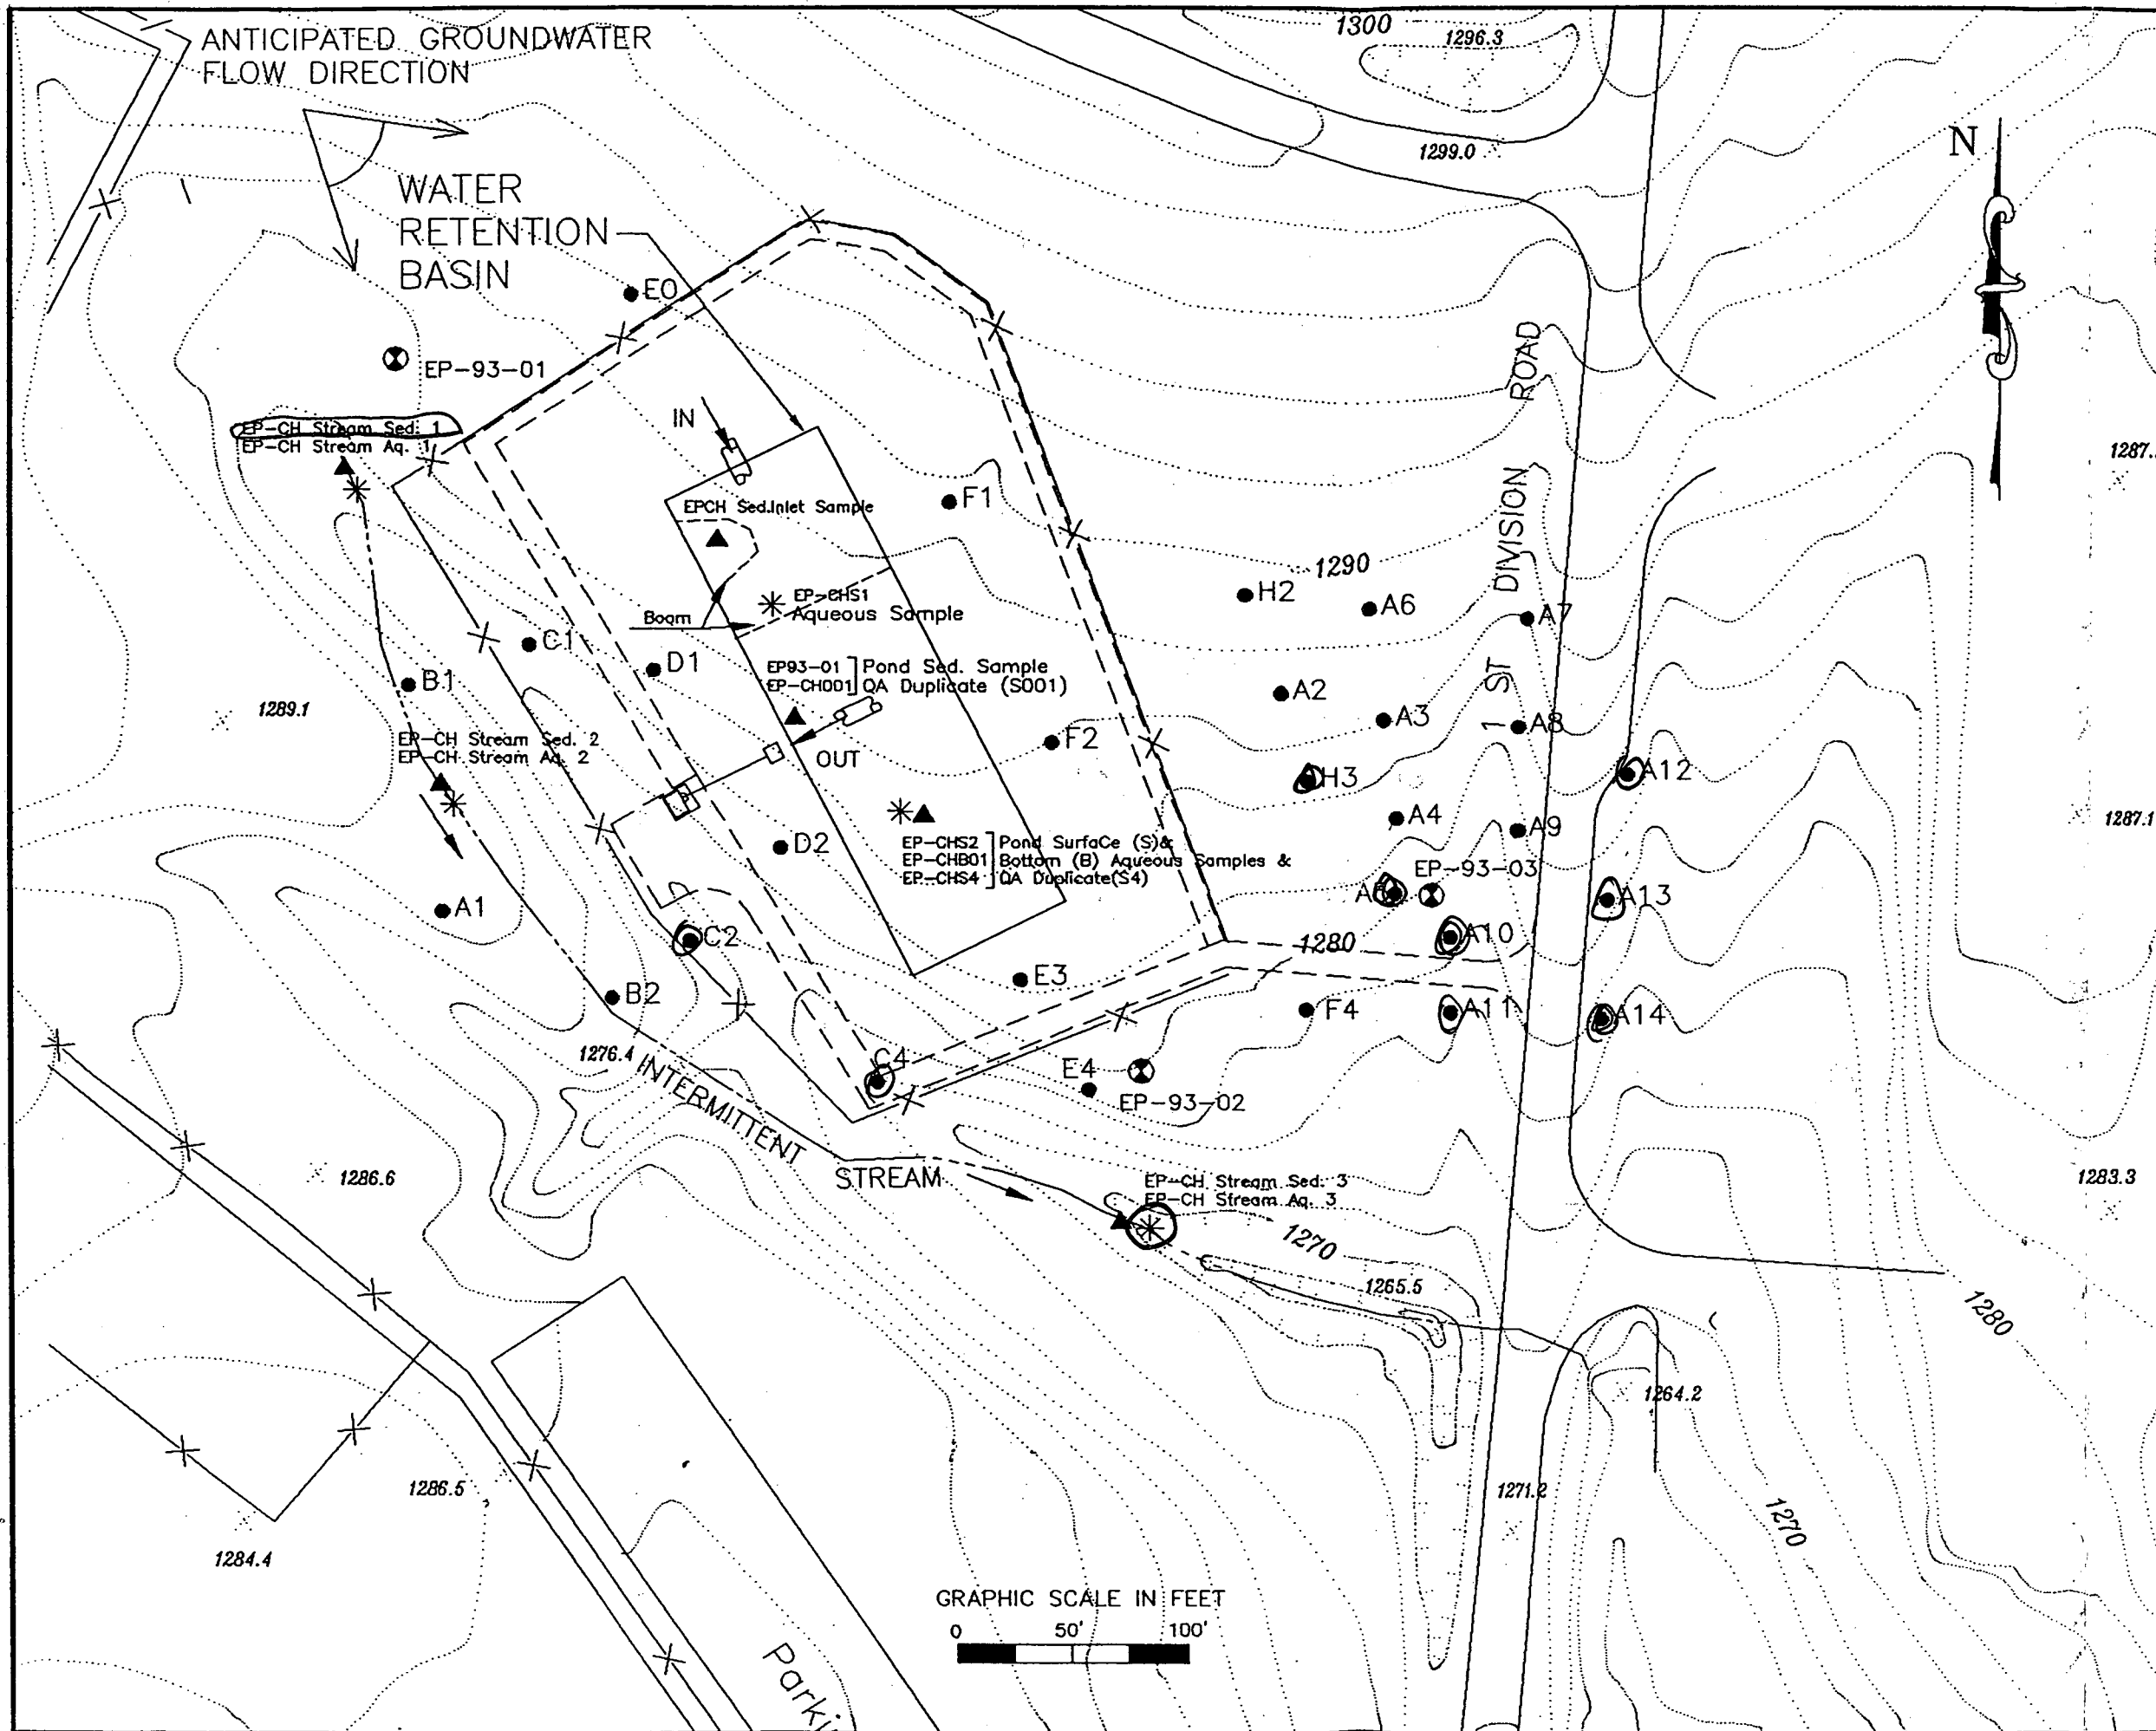 ANTICIPATED GROUNDWATER
FLOW DIRECTION
1300
1296.3
1299.0
N
WATER
RETENTION
BASIN
E0
EP-93-01
EP-CH Stream Sed. 1
EP-CH Stream Aq. 1
IN
EPCH Sed.Inlet Sample
F1
1287.
1290
H2
A6
A7
EP-CHS1
Aqueous Sample
Boom
C1
D1
B1
EP93-01 Pond Sed. Sample
EP-CH001 QA Duplicate (S001)
1289.1
A2
A3
A8
1 ST DIVISION ROAD
EP-CH Stream Sed. 2
EP-CH Stream Aq. 2
OUT
F2
H3
A12
A4
A9
1287.1
D2
EP-CHS2 Pond SurfaCe (S)&
EP-CHB01 Bottom (B) Aqueous Samples &
EP-CHS4 QA Duplicate(S4)
EP-93-03
A5
A13
A1
C2
1280
A10
E3
B2
F4
A11
A14
1276.4
C4
E4
EP-93-02
INTERMITTENT
STREAM
1286.6
EP-CH Stream Sed. 3
EP-CH Stream Aq. 3
1283.3
1270
1265.5
1280
1264.2
1286.5
1271.2
1270
1284.4
GRAPHIC SCALE IN FEET
0 50' 100'